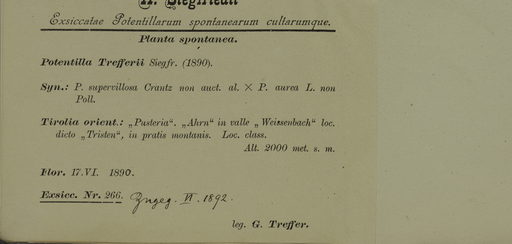 H. Siegfriedii
Exsiccatae Potentillarum spontanearum cultarumque.
Planta spontanea.
Potentilla Trefferii Siegfr. (1890).
Syn.: P. supervillosa Crantz non auct. al. × P. aurea L. non
Poll.
Tirolia orient.: „Pusteria“. „Ahrn“ in valle „Weissenbach“ loc.
dicto „Tristen“, in pratis montanis. Loc. class.
Alt. 2000 met. s. m.
Flor. 17.VI. 1890.
Exsicc. Nr. 266. Zugeg. VI. 1892.
leg. G. Treffer.